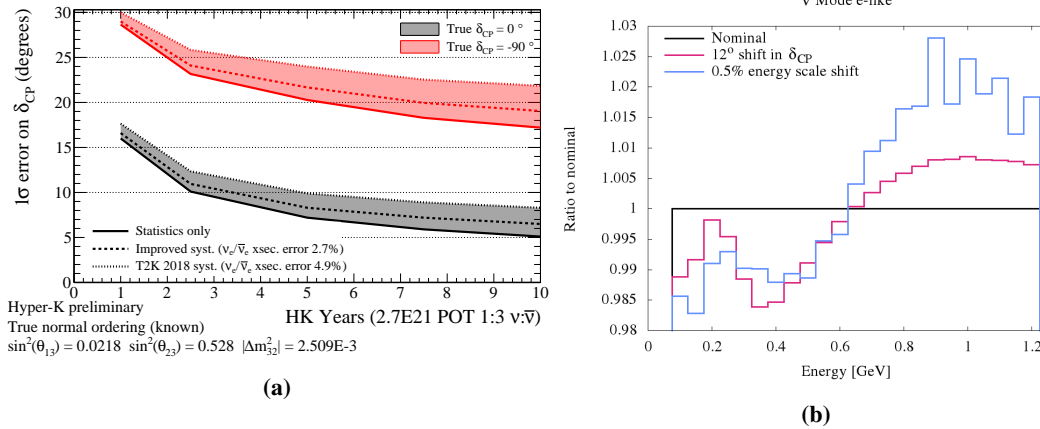 1σ error on δCP (degrees)
30
25
20
15
10
5
0
True δCP = 0 °
True δCP = -90 °
Statistics only
Improved syst. (νe/ν̅e xsec. error 2.7%)
T2K 2018 syst. (νe/ν̅e xsec. error 4.9%)
0 1 2 3 4 5 6 7 8 9 10
HK Years (2.7E21 POT 1:3 ν:ν̅)
Hyper-K preliminary
True normal ordering (known)
sin²(θ13) = 0.0218 sin²(θ23) = 0.528 |Δm²32| = 2.509E-3
(a)
Mode e-like
Ratio to nominal
1.03
1.025
1.02
1.015
1.01
1.005
1
0.995
0.99
0.985
0.98
Nominal
12° shift in δCP
0.5% energy scale shift
0 0.2 0.4 0.6 0.8 1 1.2
Energy [GeV]
(b)